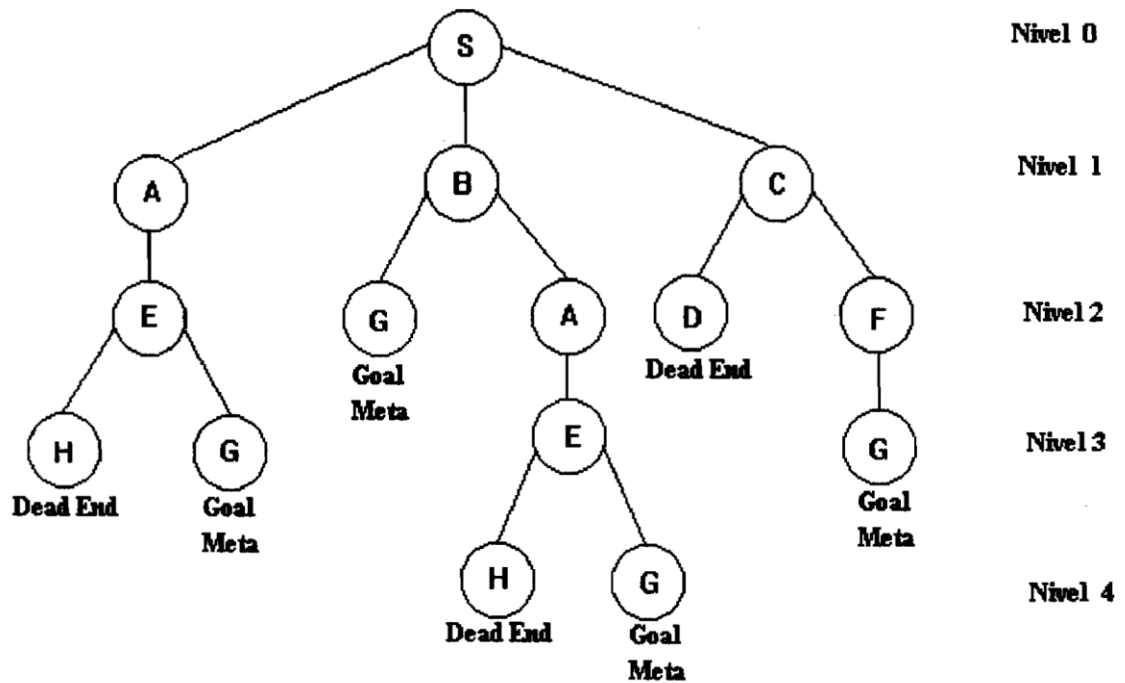 S
Nivel 0
A
B
C
Nivel 1
E
G
A
D
F
Nivel 2
Goal
Meta
Dead End
H
G
E
G
Nivel 3
Dead End
Goal
Meta
Goal
Meta
H
G
Nivel 4
Dead End
Goal
Meta